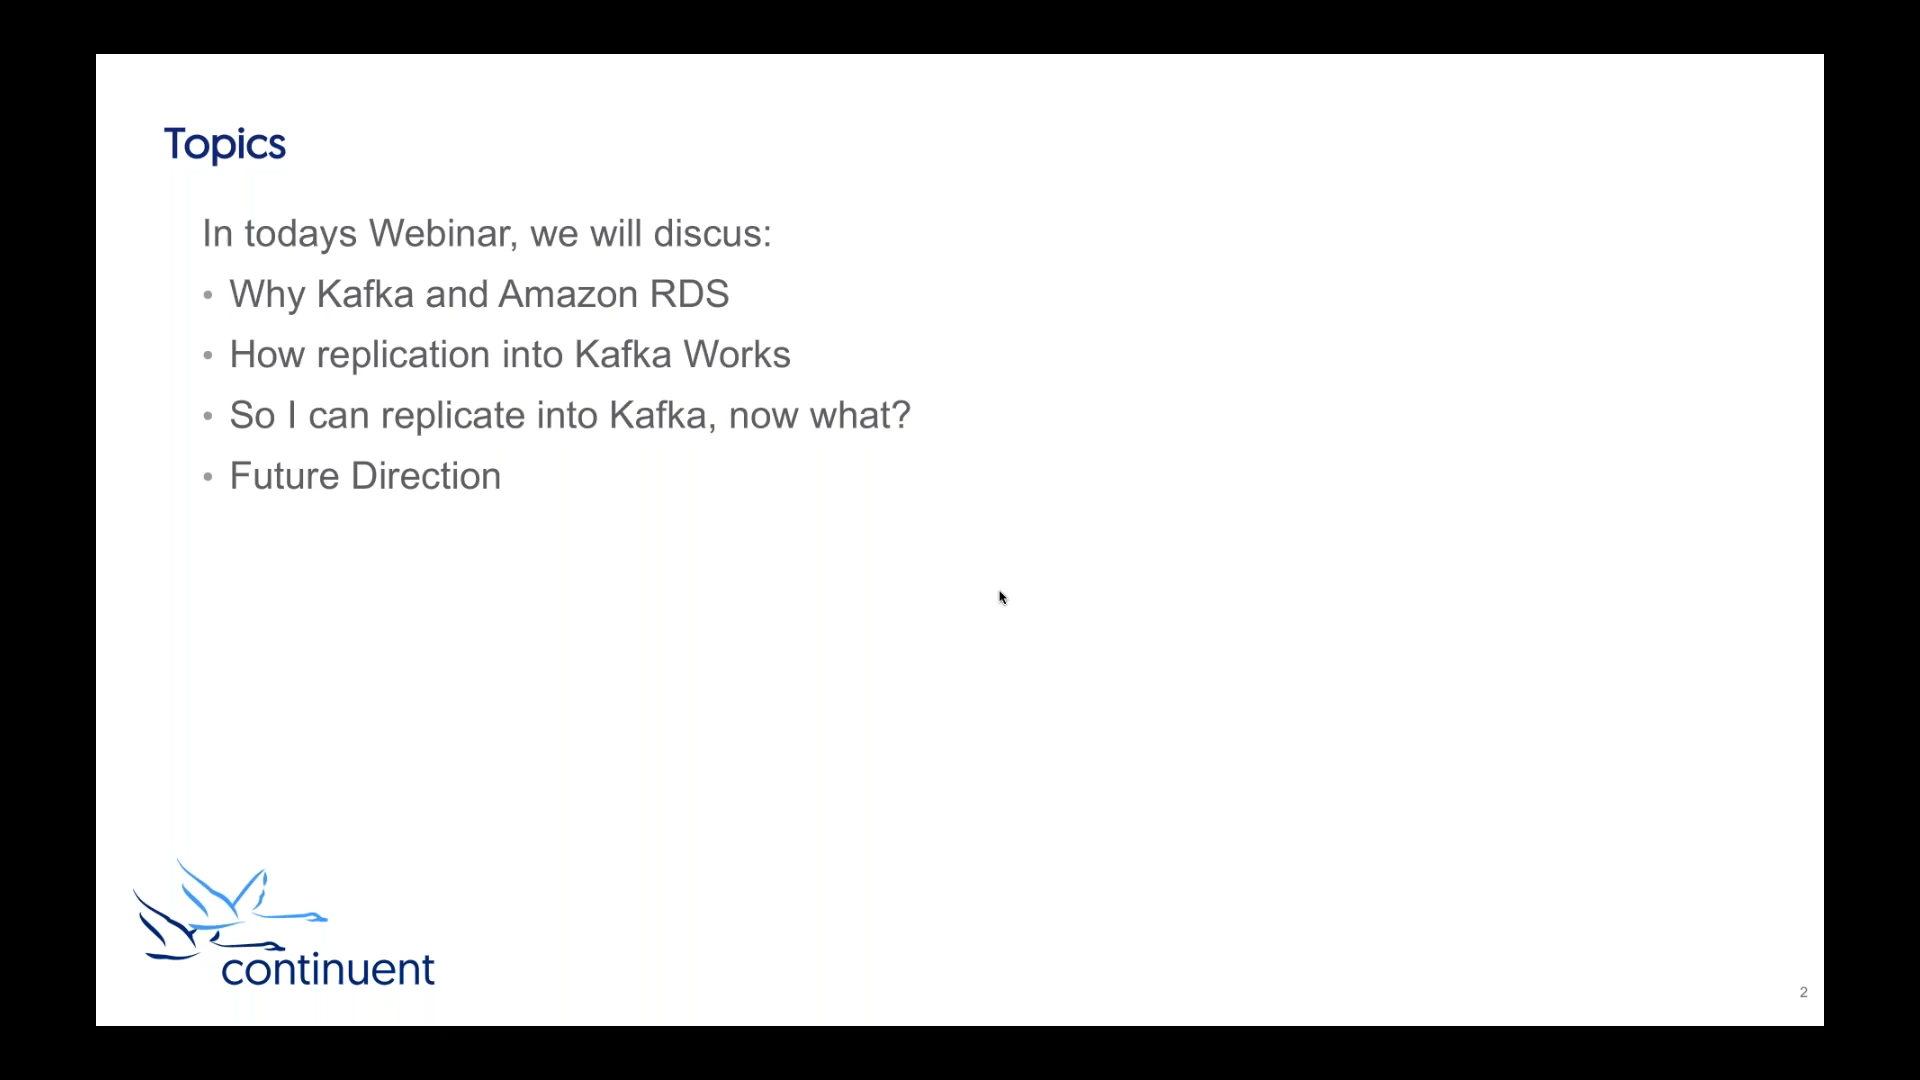 Topics
In todays Webinar, we will discus:
• Why Kafka and Amazon RDS
• How replication into Kafka Works
• So I can replicate into Kafka, now what?
• Future Direction
continuent
2